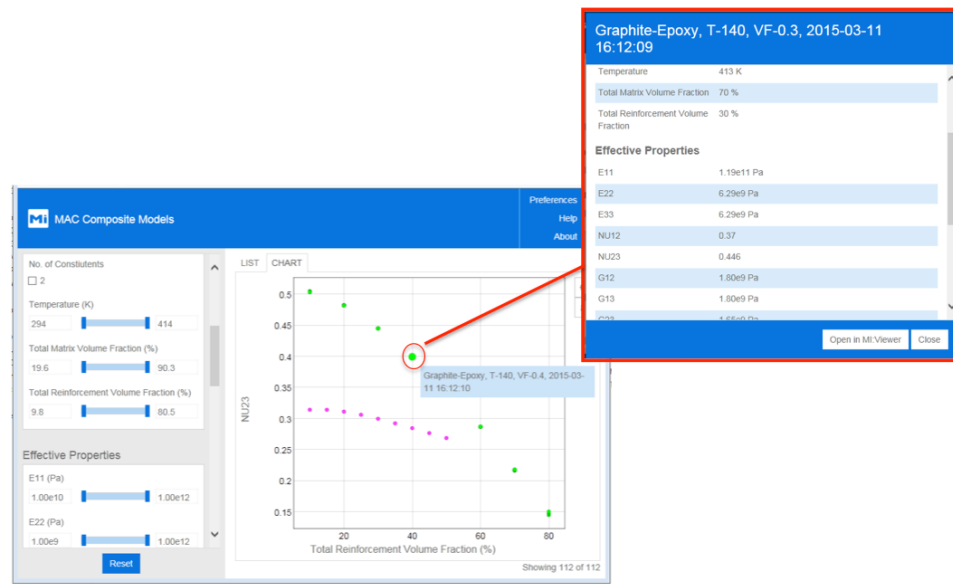 Graphite-Epoxy, T-140, VF-0.3, 2015-03-11
16:12:09
Temperature 413 K
Total Matrix Volume Fraction 70 %
Total Reinforcement Volume 30 %
Fraction
Effective Properties
E11 1.19e11 Pa
E22 6.29e9 Pa
E33 6.29e9 Pa
NU12 0.37
NU23 0.446
G12 1.80e9 Pa
G13 1.80e9 Pa
Open in MI:Viewer Close
Mi MAC Composite Models
Preferences
Help
About
No. of Constiutents
2
Temperature (K)
294 414
Total Matrix Volume Fraction (%)
19.6 90.3
Total Reinforcement Volume Fraction (%)
9.8 80.5
Effective Properties
E11 (Pa)
1.00e10 1.00e12
E22 (Pa)
1.00e9 1.00e12
Reset
LIST CHART
0.5
0.45
0.4
0.35
0.3
0.25
0.2
0.15
NU23
Graphite-Epoxy, T-140, VF-0.4, 2015-03-
11 16:12:10
20 40 60 80
Total Reinforcement Volume Fraction (%)
Showing 112 of 112